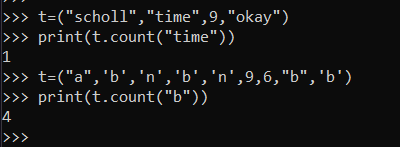 >>> t=("scholl","time",9,"okay")
>>> print(t.count("time"))
1
>>> t=("a",'b','n','b','n',9,6,"b",'b')
>>> print(t.count("b"))
4
>>>